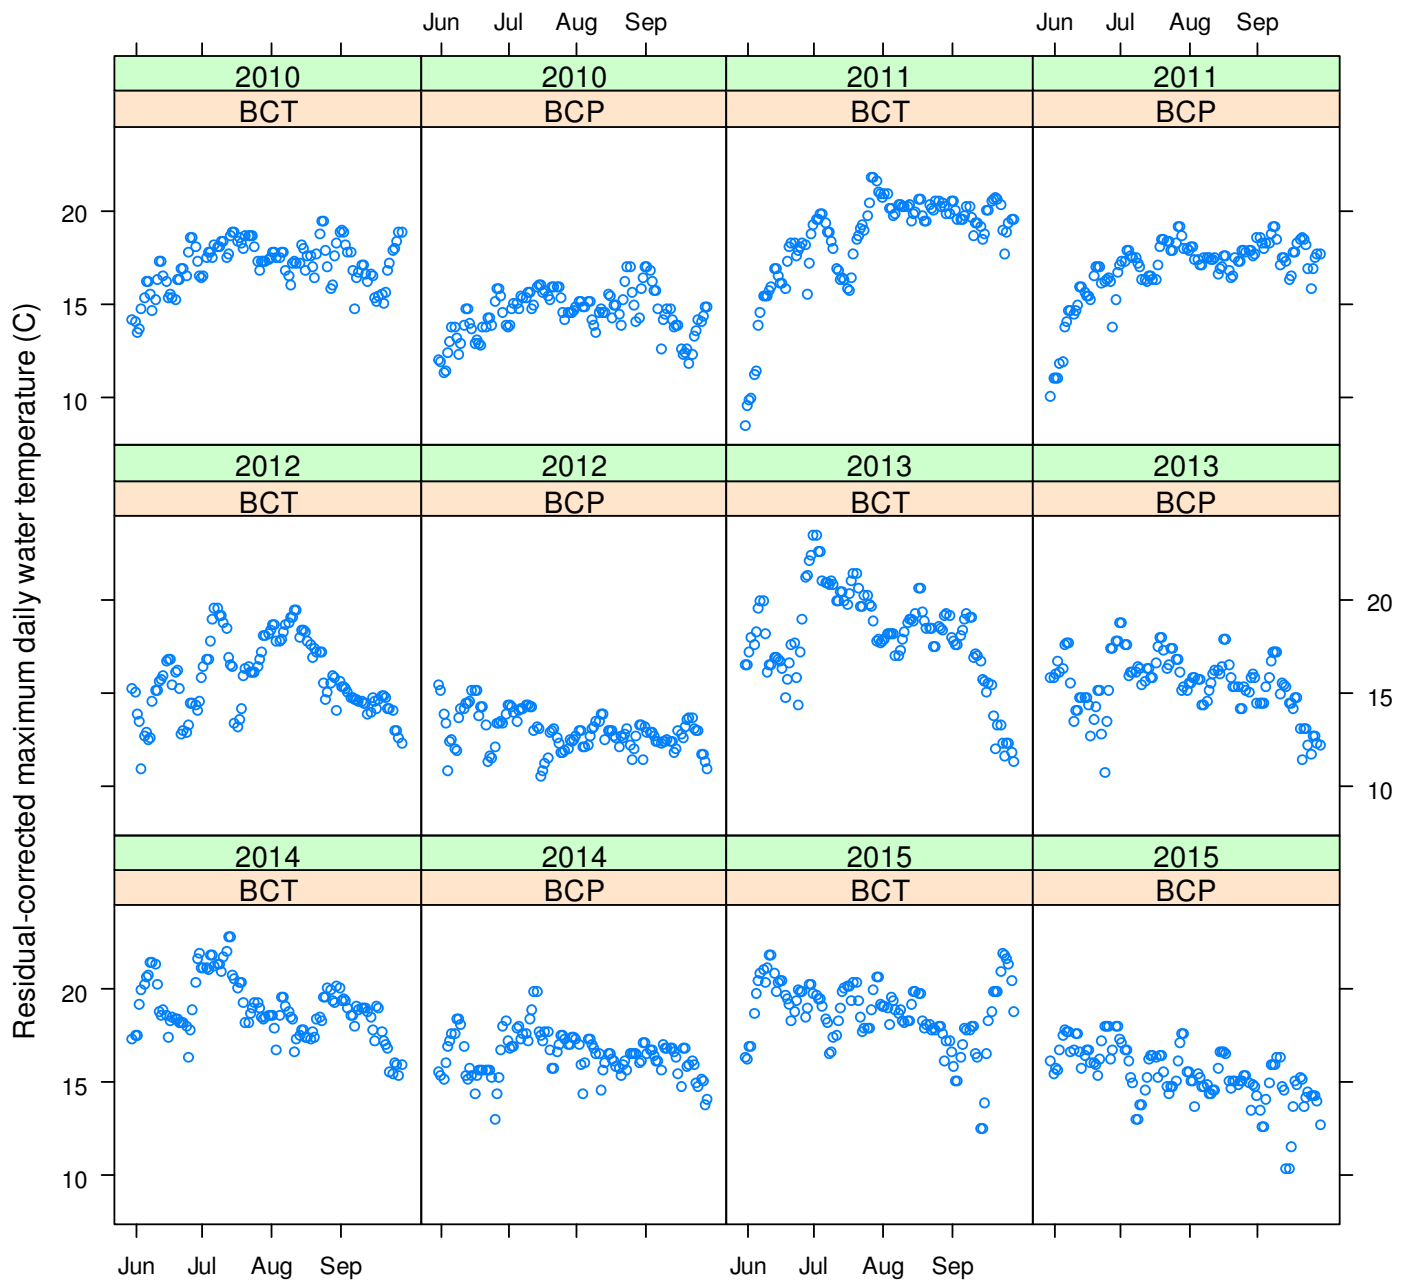 Jun Jul Aug Sep Jun Jul Aug Sep
2010 2010 2011 2011
BCT BCP BCT BCP
20
15
10
Residual-corrected maximum daily water temperature (C)
2012 2012 2013 2013
BCT BCP BCT BCP
20
15
10
2014 2014 2015 2015
BCT BCP BCT BCP
20
15
10
Jun Jul Aug Sep Jun Jul Aug Sep